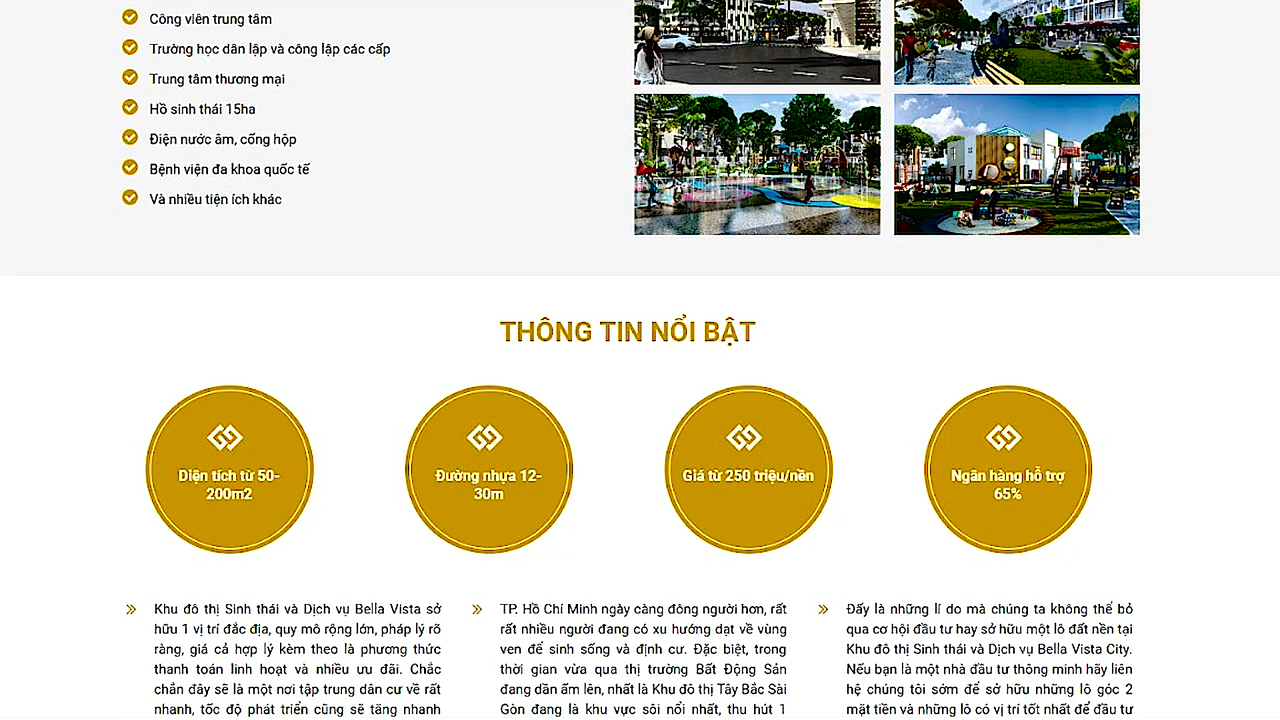 Công viên trung tâm
Trường học dân lập và công lập các cấp
Trung tâm thương mại
Hồ sinh thái 15ha
Điện nước âm, cống hộp
Bệnh viện đa khoa quốc tế
Và nhiều tiện ích khác
THÔNG TIN NỔI BẬT
Diện tích từ 50-
200m2
Đường nhựa 12-
30m
Giá từ 250 triệu/nền
Ngân hàng hỗ trợ
65%
Khu đô thị Sinh thái và Dịch vụ Bella Vista sở
hữu 1 vị trí đắc địa, quy mô rộng lớn, pháp lý rõ
ràng, giá cả hợp lý kèm theo là phương thức
thanh toán linh hoạt và nhiều ưu đãi. Chắc
chắn đây sẽ là một nơi tập trung dân cư về rất
nhanh, tốc độ phát triển cũng sẽ tăng nhanh
TP. Hồ Chí Minh ngày càng đông người hơn, rất
rất nhiều người đang có xu hướng dạt về vùng
ven để sinh sống và định cư. Đặc biệt, trong
thời gian vừa qua thị trường Bất Động Sản
đang dần ấm lên, nhất là Khu đô thị Tây Bắc Sài
Gòn đang là khu vực sôi nổi nhất, thu hút 1
Đấy là những lí do mà chúng ta không thể bỏ
qua cơ hội đầu tư hay sở hữu một lô đất nền tại
Khu đô thị Sinh thái và Dịch vụ Bella Vista City.
Nếu bạn là một nhà đầu tư thông minh hãy liên
hệ chúng tôi sớm để sở hữu những lô góc 2
mặt tiền và những lô có vị trí tốt nhất để đầu tư